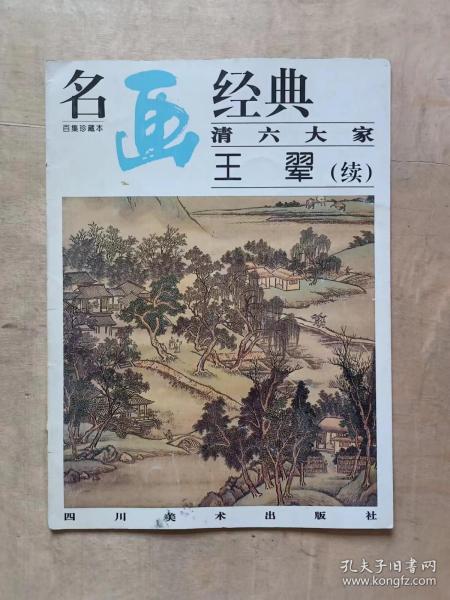 名画经典
百集珍藏本
清六大家
王翚(续)
四川美术出版社
孔夫子旧书网
www.kongfz.com